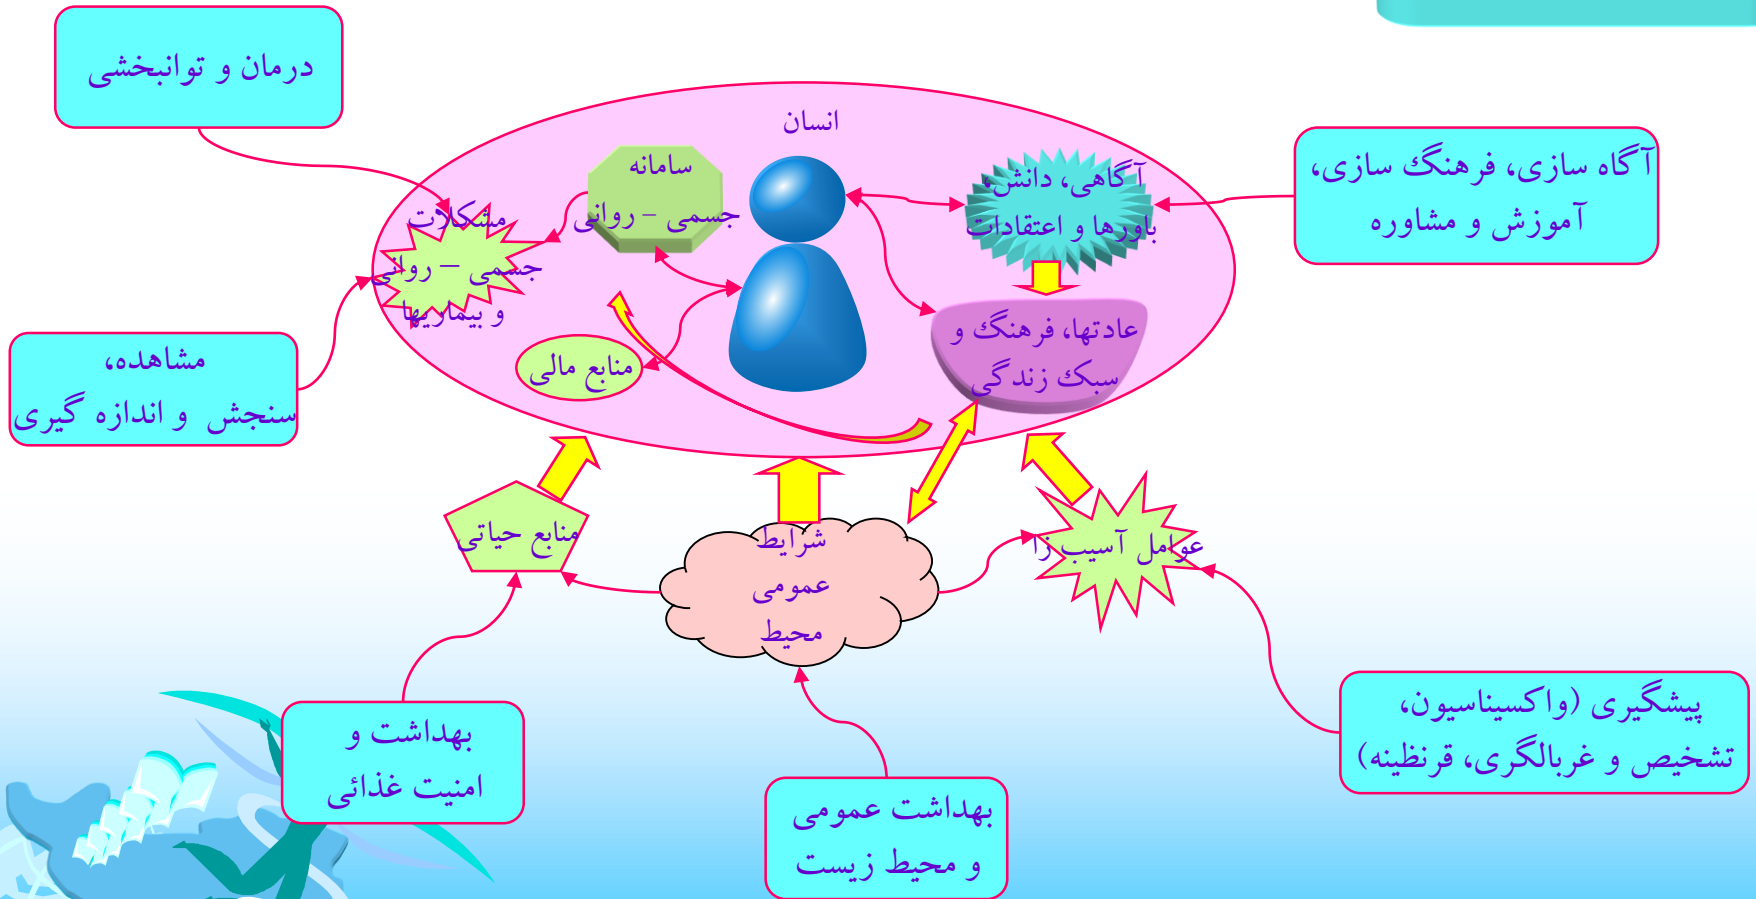 درمان و توانبخشی
انسان
آگاه سازی، فرهنگ سازی،
آموزش و مشاوره
آگاهی، دانش،
باورها و اعتقادات
سامانه
جسمی – روانی
مشکلات
جسمی – روانی
و بیماریها
عادتها، فرهنگ و
سبک زندگی
منابع مالی
مشاهده،
سنجش و اندازه گیری
عوامل آسیب زا
شرایط
عمومی
محیط
منابع حیاتی
پیشگیری (واکسیناسیون،
تشخیص و غربالگری، قرنظینه)
بهداشت و
امنیت غذائی
بهداشت عمومی
و محیط زیست